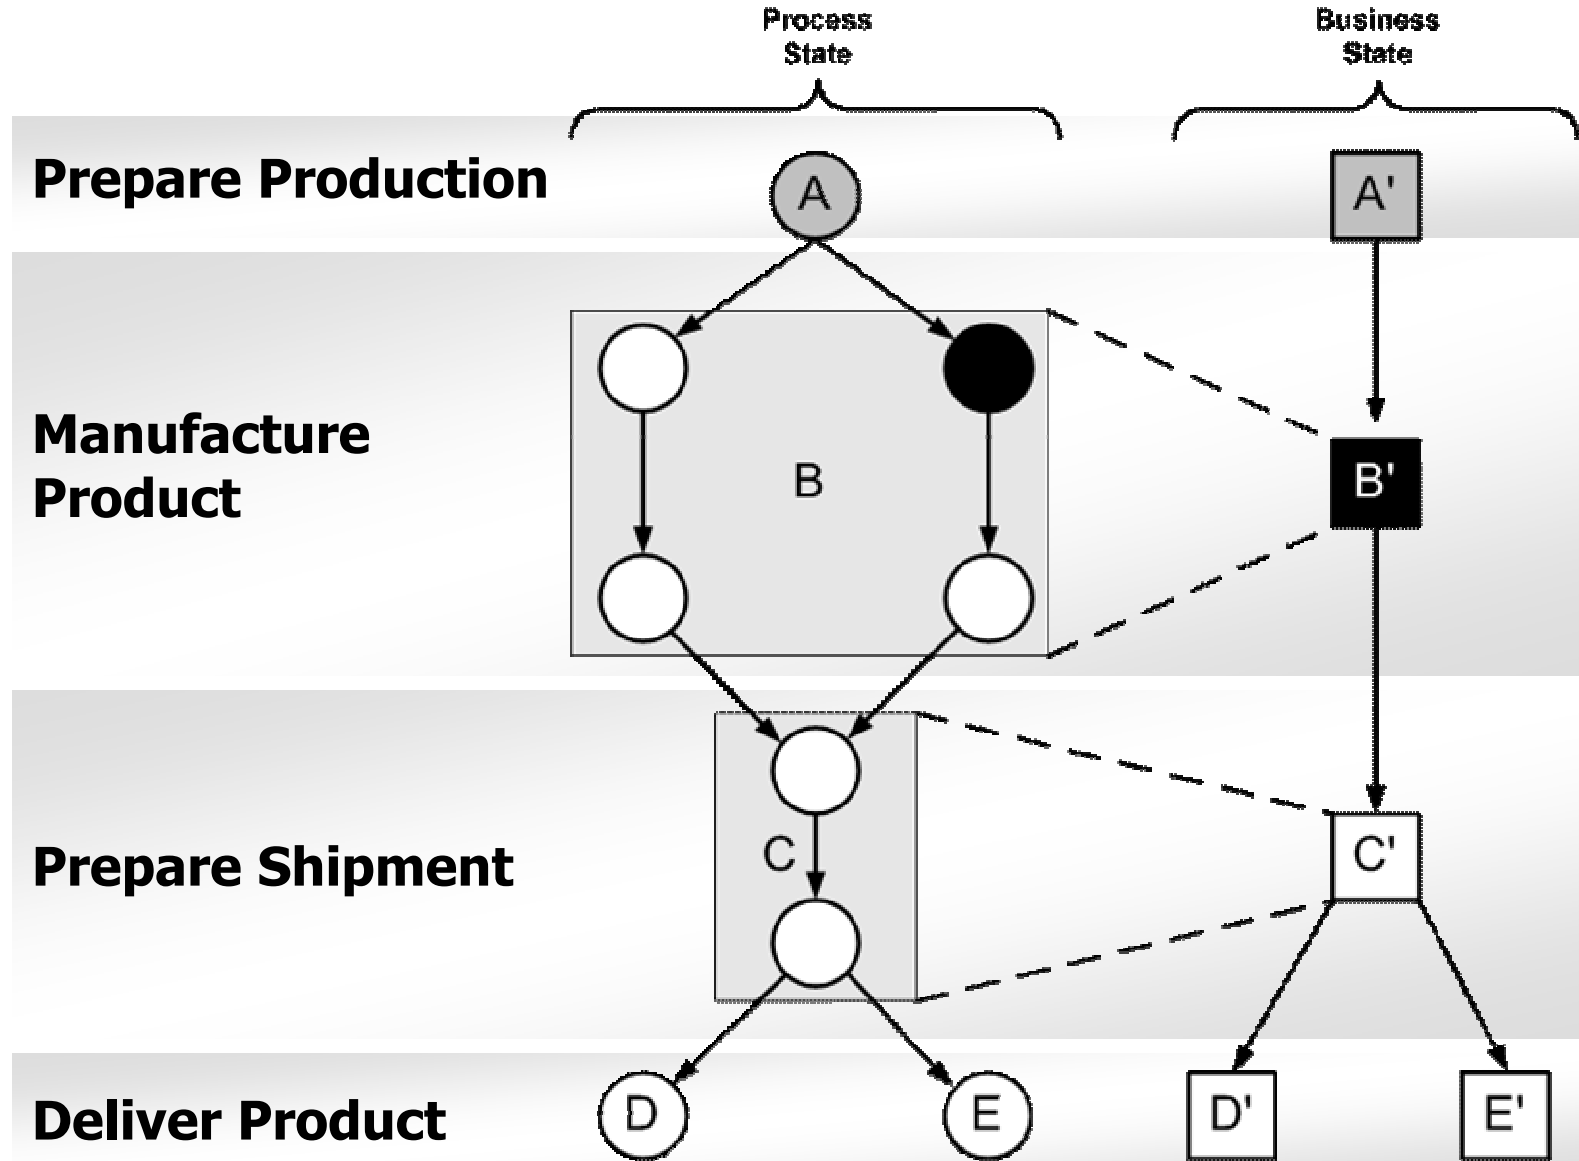 Process
State
Business
State
Prepare Production
A
A'
Manufacture
Product
B
B'
Prepare Shipment
C
C'
Deliver Product
D
E
D'
E'